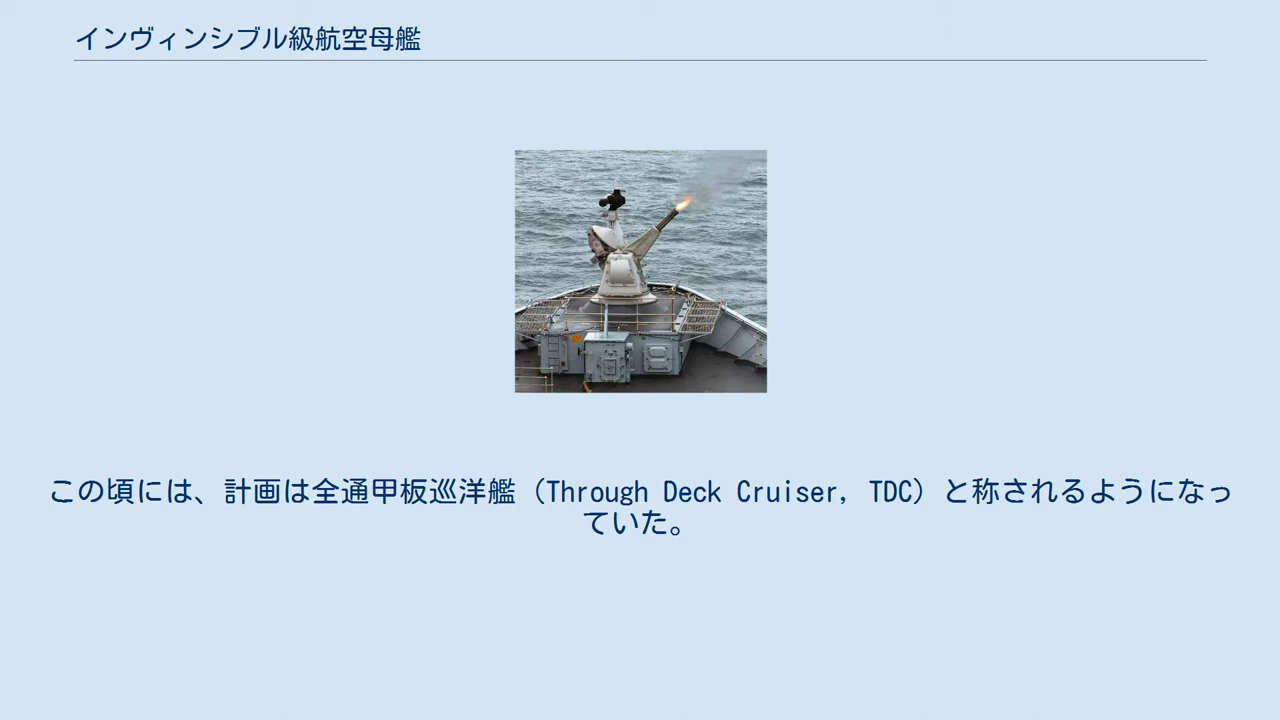 インヴィンシブル級航空母艦
この頃には、計画は全通甲板巡洋艦（Through Deck Cruiser, TDC）と称されるようになっ
ていた。